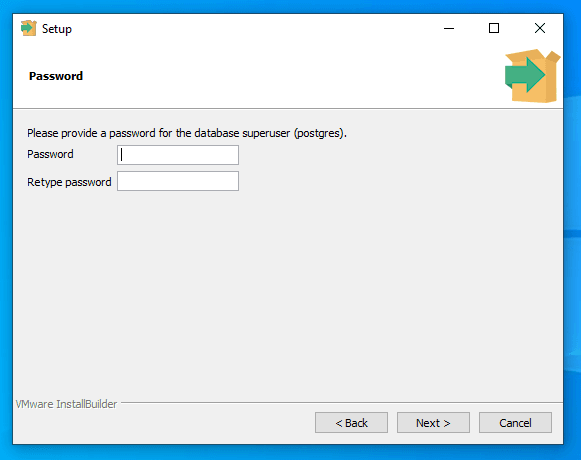 Setup
Password
Please provide a password for the database superuser (postgres).
Password
Retype password
VMware InstallBuilder
< Back
Next >
Cancel